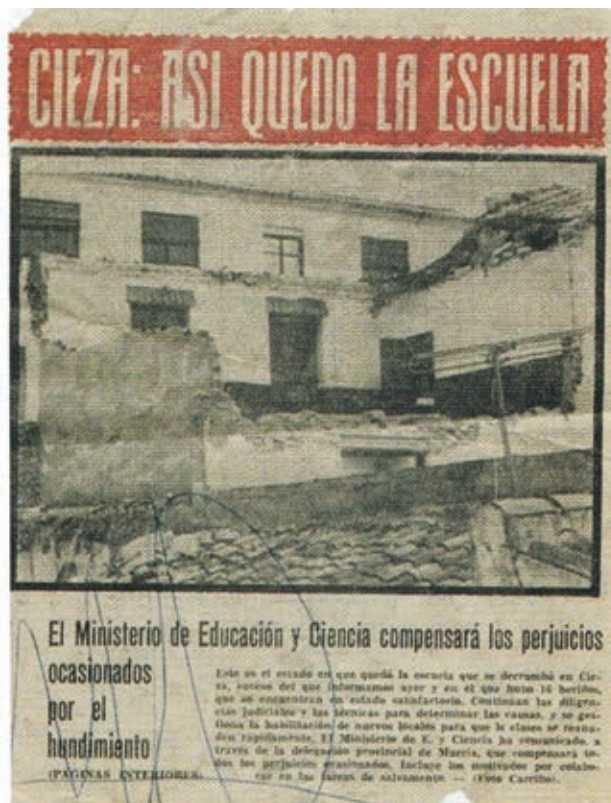 CIEZA: ASI QUEDO LA ESCUELA
El Ministerio de Educación y Ciencia compensará los perjuicios
ocasionados
por el
hundimiento
(PAGINAS INTERIORES)
Este es el estado en que quedó la escuela que se derrumbó en Cie-
za, suceso del que informamos ayer y en el que hubo 16 heridos,
que se encuentran en estado satisfactorio. Continúan las diligen-
cias judiciales y las técnicas para determinar las causas, y se ges-
tiona la habilitación de nuevos locales para que las clases se reanu-
den rapidamente. El Ministerio de E. y Ciencia ha comunicado, a
través de la delegación provincial de Murcia, que compensará to-
dos los perjuicios ocasionados. Incluye los motivados por colabo-
rar en las tareas de salvamento. — (Foto Carrillo).